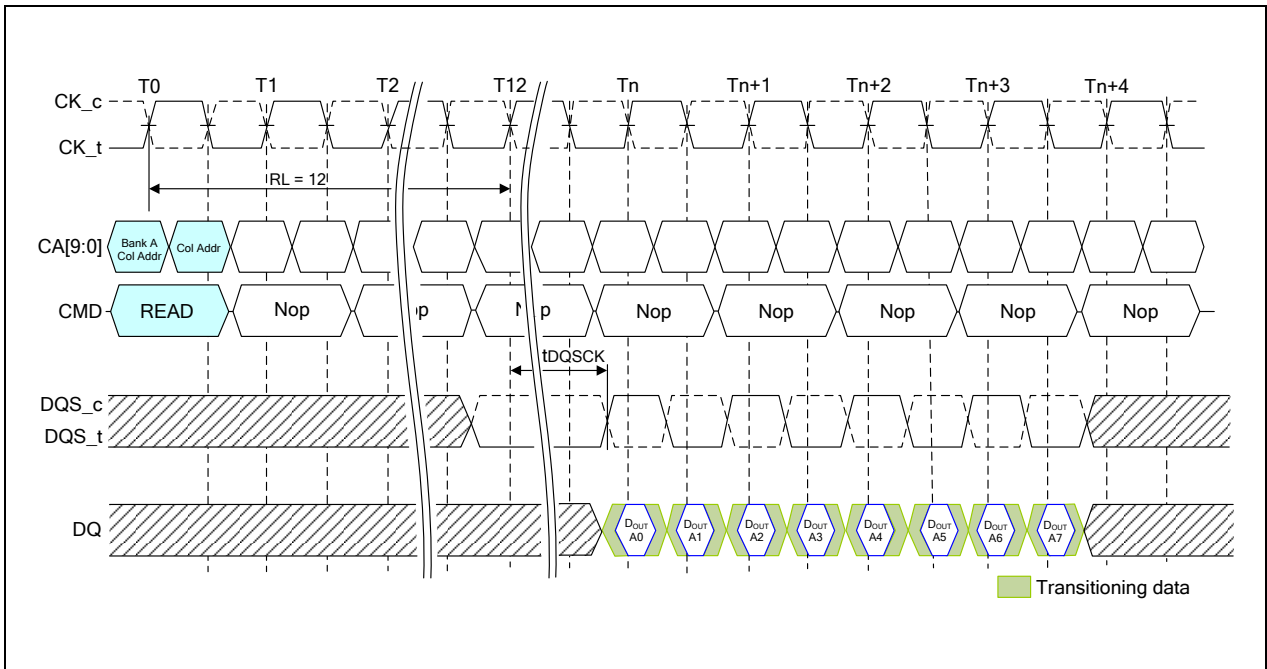 T0 T1 T2 T12 Tn Tn+1 Tn+2 Tn+3 Tn+4
CK_c
CK_t
RL = 12
CA[9:0]
Bank A
Col Addr
Col Addr
CMD READ Nop Nop Nop Nop Nop Nop Nop
tDQSCK
DQS_c
DQS_t
DQ
DOUT A0
DOUT A1
DOUT A2
DOUT A3
DOUT A4
DOUT A5
DOUT A6
DOUT A7
Transitioning data